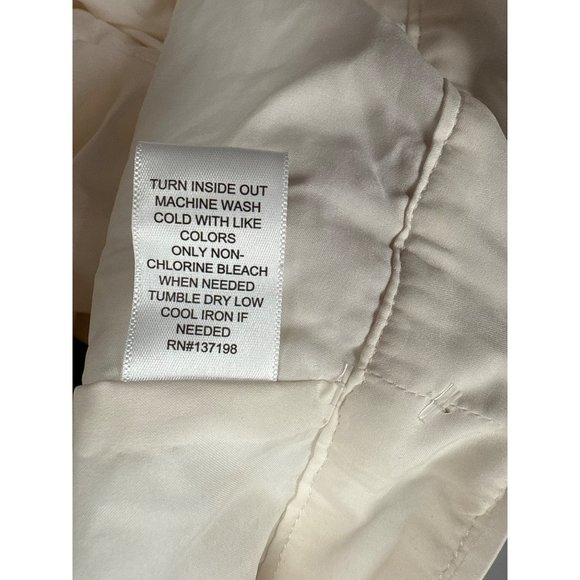 TURN INSIDE OUT
MACHINE WASH
COLD WITH LIKE
COLORS
ONLY NON-
CHLORINE BLEACH
WHEN NEEDED
TUMBLE DRY LOW
COOL IRON IF
NEEDED
RN#137198